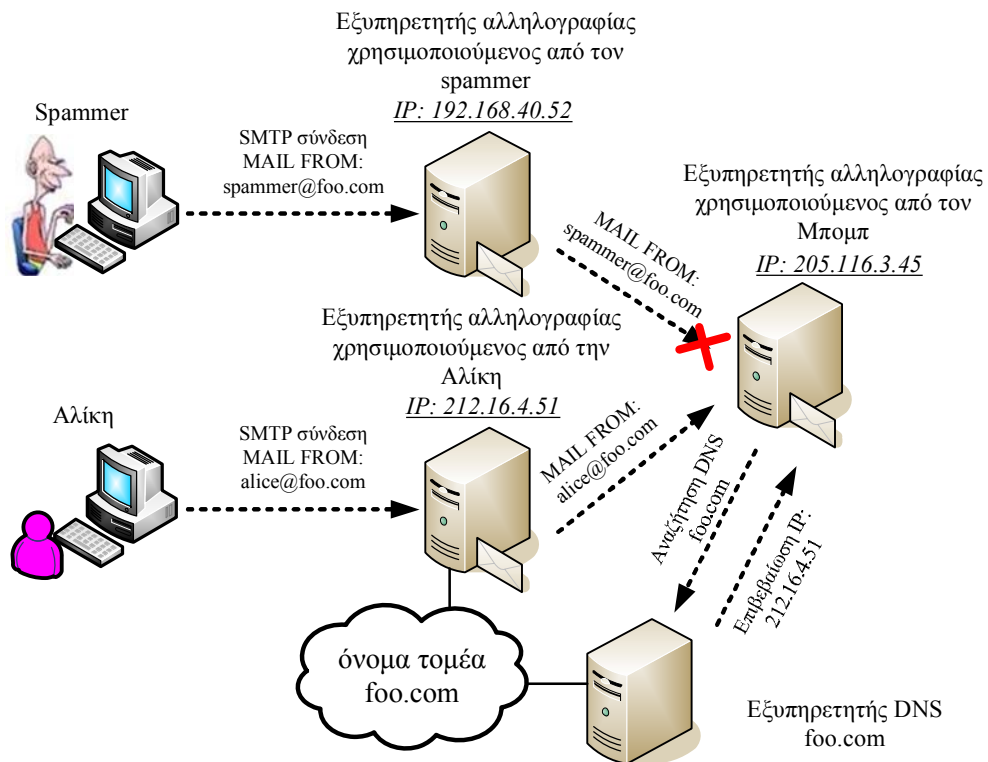 Εξυπηρετητής αλληλογραφίας
χρησιμοποιούμενος από τον
spammer
IP: 192.168.40.52
Spammer
SMTP σύνδεση
MAIL FROM:
spammer@foo.com
Εξυπηρετητής αλληλογραφίας
χρησιμοποιούμενος από τον
Μπομπ
IP: 205.116.3.45
MAIL FROM:
spammer@foo.com
Εξυπηρετητής αλληλογραφίας
χρησιμοποιούμενος από την
Αλίκη
IP: 212.16.4.51
Αλίκη
SMTP σύνδεση
MAIL FROM:
alice@foo.com
MAIL FROM:
alice@foo.com
Αναζήτηση DNS
foo.com
Επιβεβαίωση IP:
212.16.4.51
όνομα τομέα
foo.com
Εξυπηρετητής DNS
foo.com